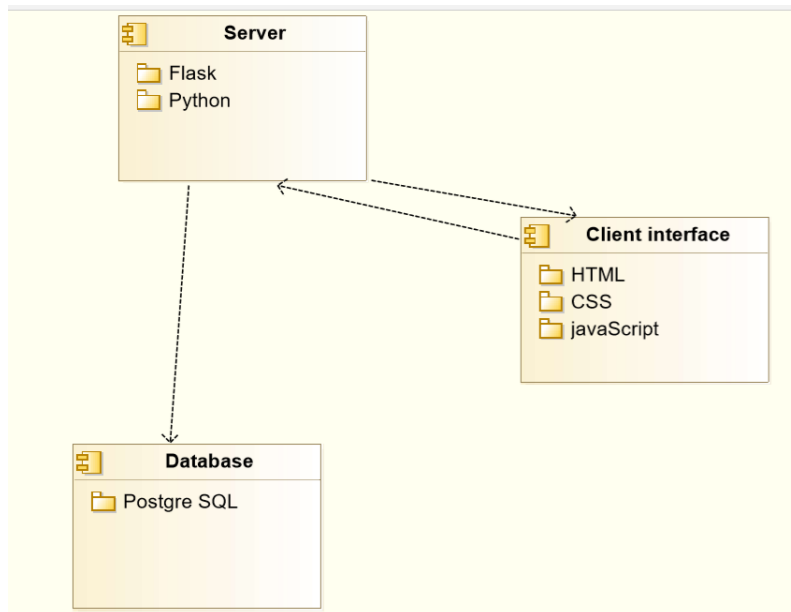 Server
Flask
Python
Client interface
HTML
CSS
javaScript
Database
Postgre SQL